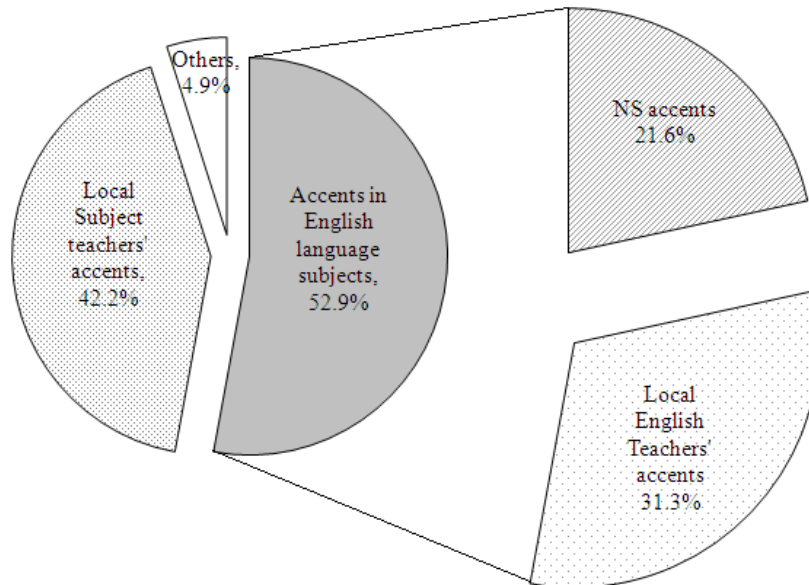 Others,
4.9%
Local
Subject
teachers'
accents,
42.2%
Accents in
English
language
subjects,
52.9%
NS accents
21.6%
Local
English
Teachers'
accents
31.3%